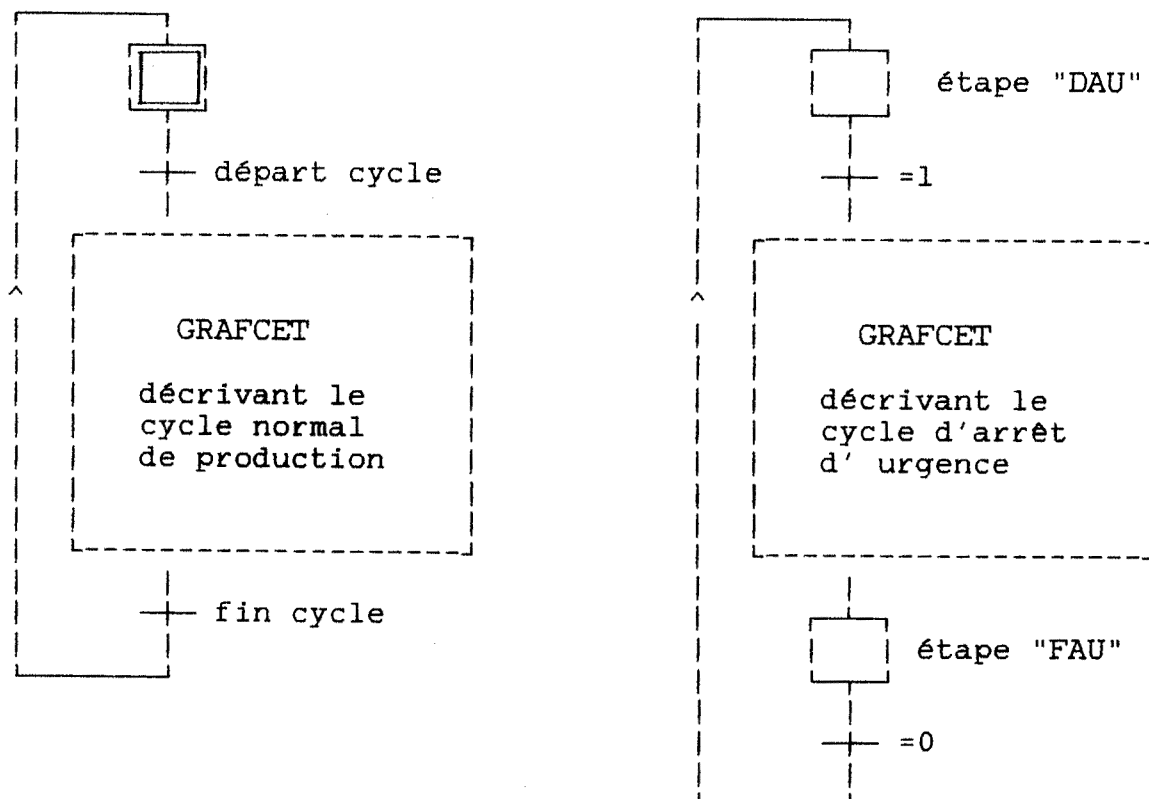 départ cycle
GRAFCET
décrivant le
cycle normal
de production
fin cycle
étape "DAU"
=1
GRAFCET
décrivant le
cycle d'arrêt
d' urgence
étape "FAU"
=0